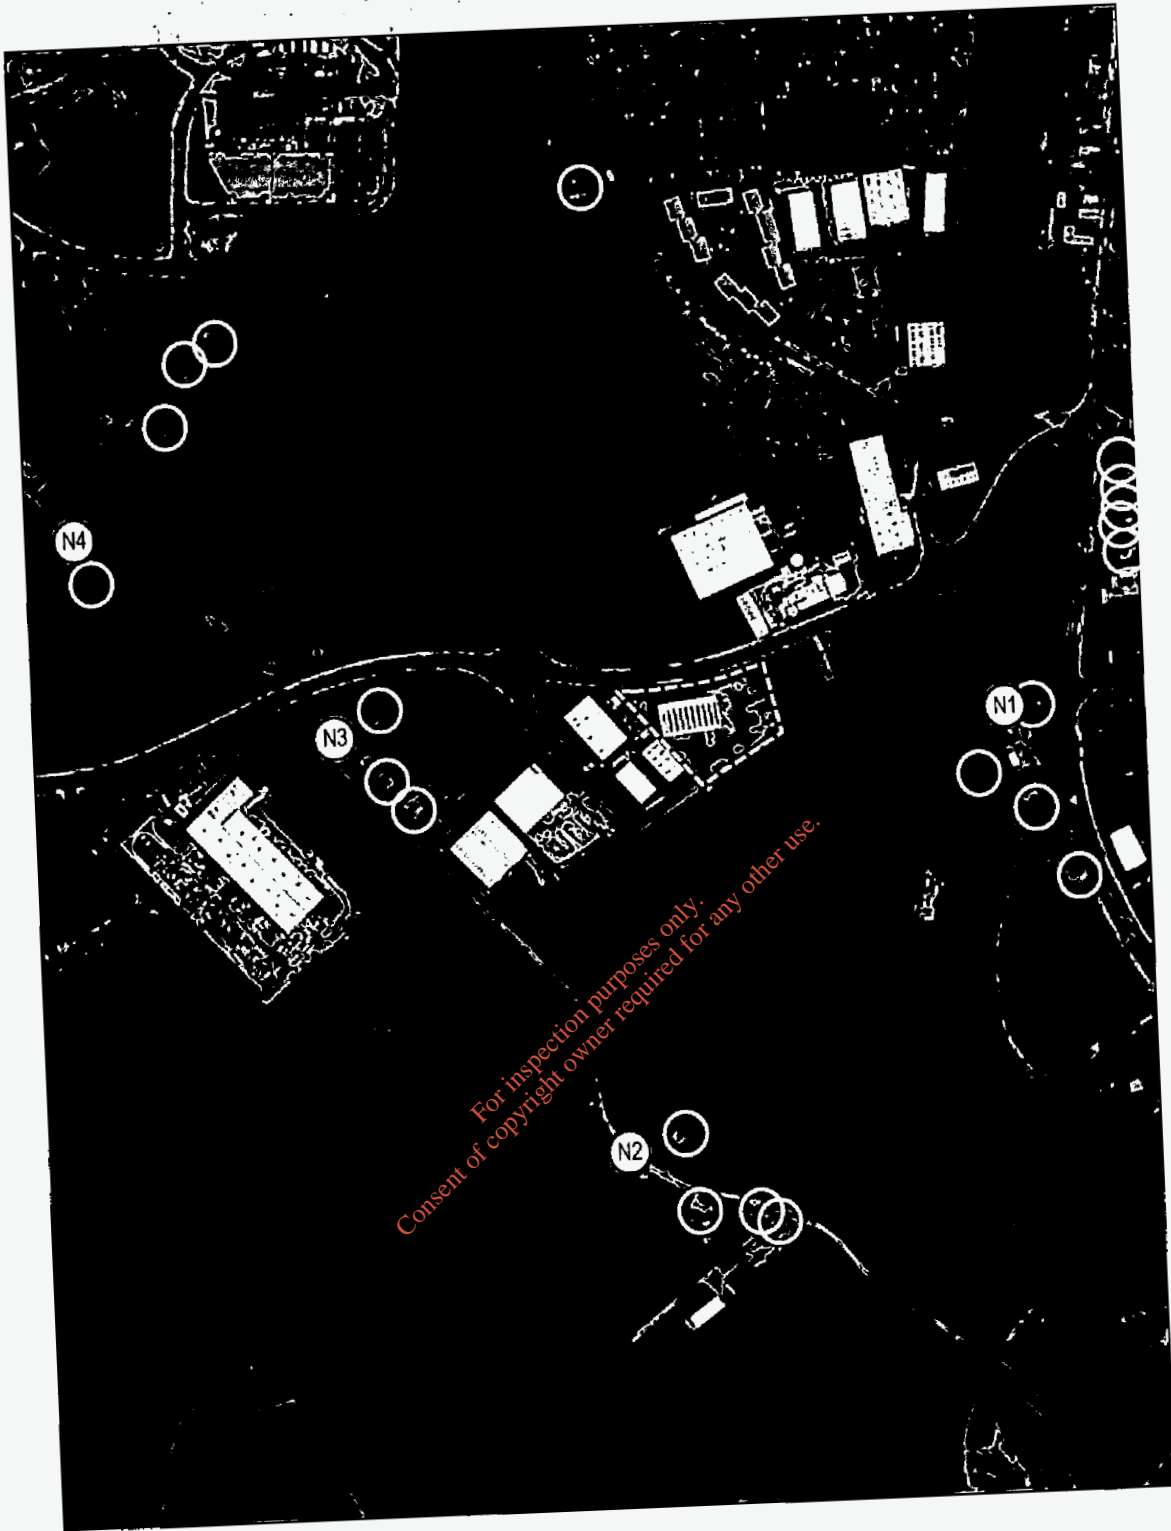 N4
N1
N3
For inspection purposes only.
Consent of copyright owner required for any other use.
N2